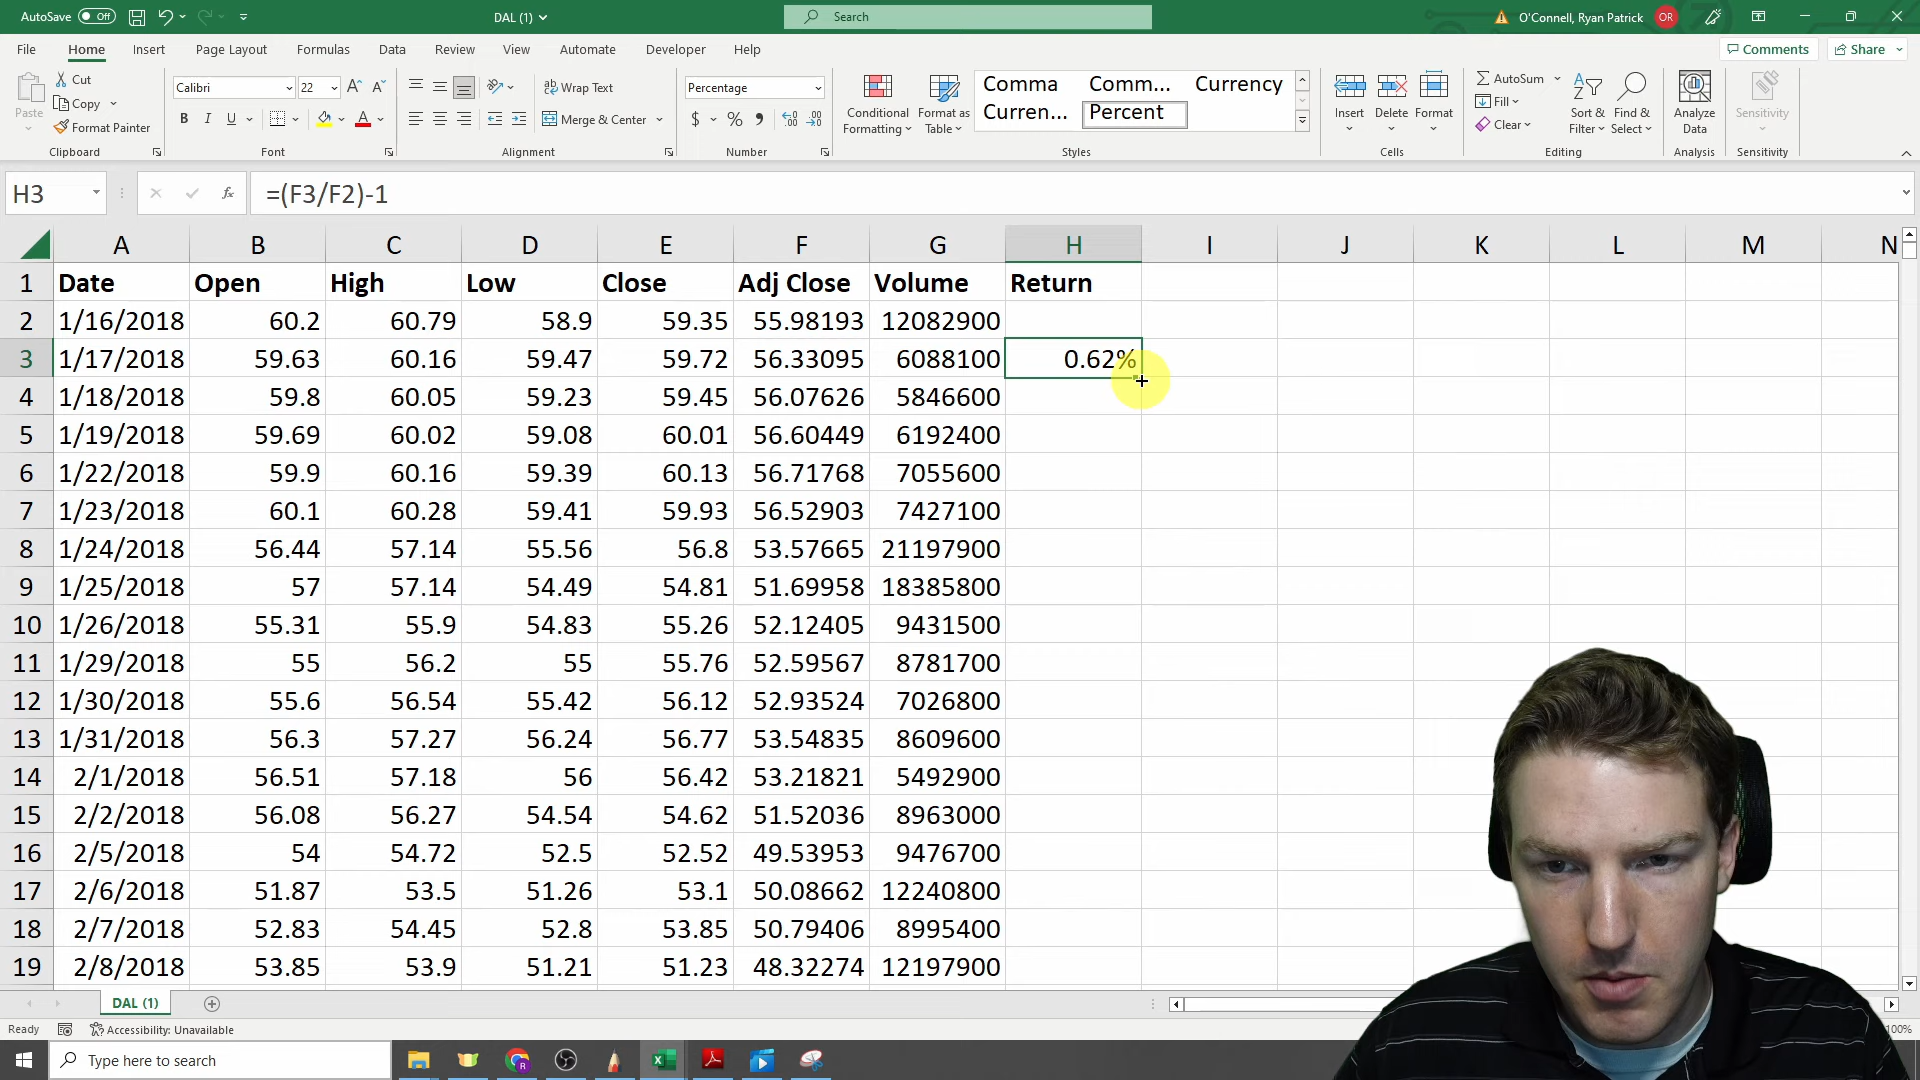 AutoSave Off DAL (1) Search O'Connell, Ryan Patrick OR
File Home Insert Page Layout Formulas Data Review View Automate Developer Help Comments Share
Paste Cut Copy Format Painter Clipboard
Calibri 22 A A B I U A Font
Wrap Text Merge & Center Alignment
Percentage $ % 9 Number
Conditional Formatting Format as Table Comma Comm... Currency Curren... Percent Styles
Insert Delete Format Cells
AutoSum Fill Clear Sort & Filter Find & Select Editing
Analyze Data Analysis Sensitivity Sensitivity
H3 fx =(F3/F2)-1
A B C D E F G H I J K L M N
1 Date Open High Low Close Adj Close Volume Return
2 1/16/2018 60.2 60.79 58.9 59.35 55.98193 12082900
3 1/17/2018 59.63 60.16 59.47 59.72 56.33095 6088100 0.62%
4 1/18/2018 59.8 60.05 59.23 59.45 56.07626 5846600
5 1/19/2018 59.69 60.02 59.08 60.01 56.60449 6192400
6 1/22/2018 59.9 60.16 59.39 60.13 56.71768 7055600
7 1/23/2018 60.1 60.28 59.41 59.93 56.52903 7427100
8 1/24/2018 56.44 57.14 55.56 56.8 53.57665 21197900
9 1/25/2018 57 57.14 54.49 54.81 51.69958 18385800
10 1/26/2018 55.31 55.9 54.83 55.26 52.12405 9431500
11 1/29/2018 55 56.2 55 55.76 52.59567 8781700
12 1/30/2018 55.6 56.54 55.42 56.12 52.93524 7026800
13 1/31/2018 56.3 57.27 56.24 56.77 53.54835 8609600
14 2/1/2018 56.51 57.18 56 56.42 53.21821 5492900
15 2/2/2018 56.08 56.27 54.54 54.62 51.52036 8963000
16 2/5/2018 54 54.72 52.5 52.52 49.53953 9476700
17 2/6/2018 51.87 53.5 51.26 53.1 50.08662 12240800
18 2/7/2018 52.83 54.45 52.8 53.85 50.79406 8995400
19 2/8/2018 53.85 53.9 51.21 51.23 48.32274 12197900
DAL (1)
Ready Accessibility: Unavailable 100%
Type here to search